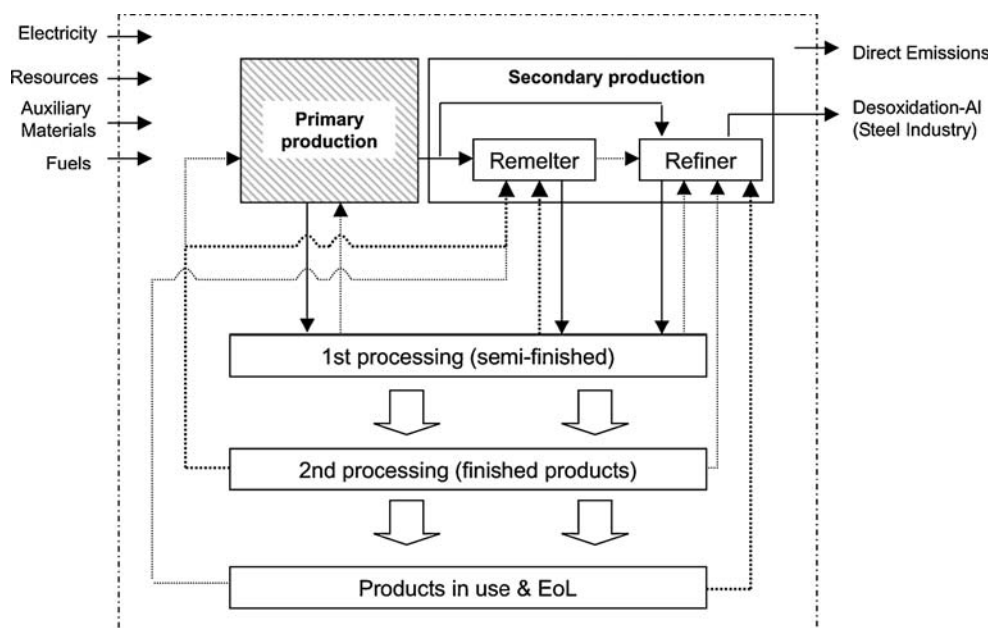 Electricity
Resources
Auxiliary
Materials
Fuels
Primary
production
Secondary production
Remelter
Refiner
Direct Emissions
Desoxidation-Al
(Steel Industry)
1st processing (semi-finished)
2nd processing (finished products)
Products in use & EoL